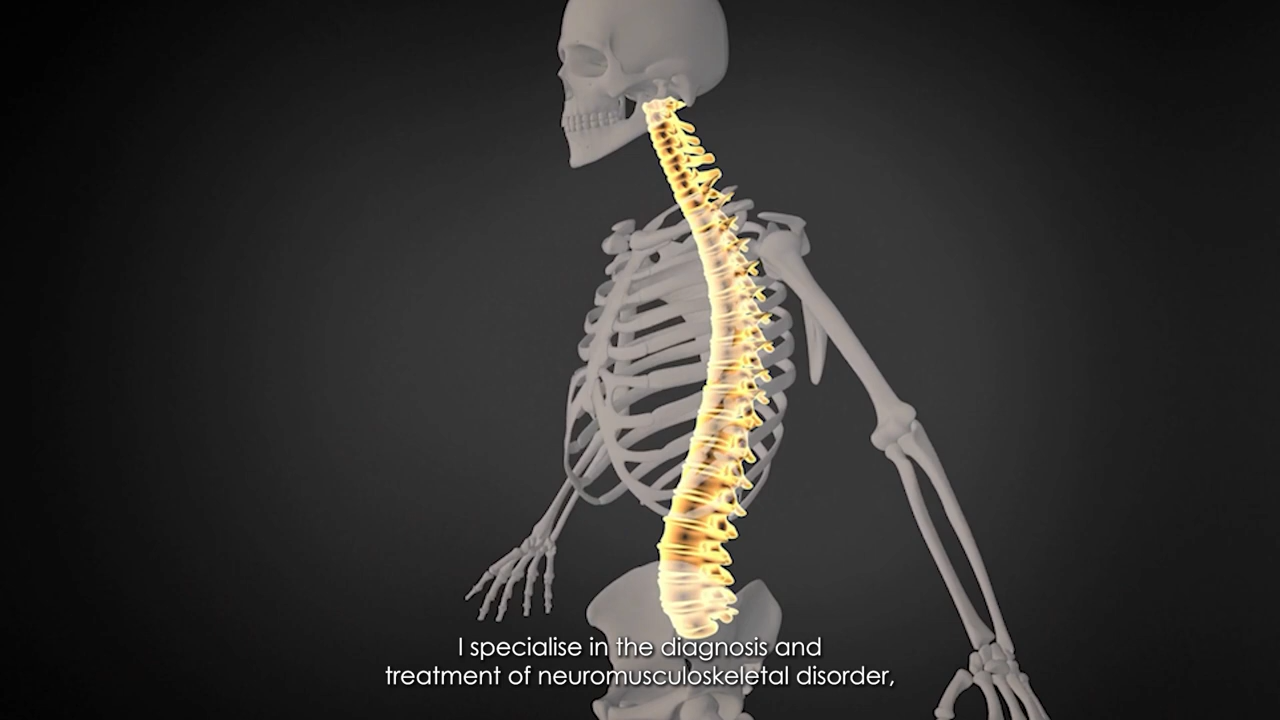 I specialise in the diagnosis and
treatment of neuromusculoskeletal disorder,